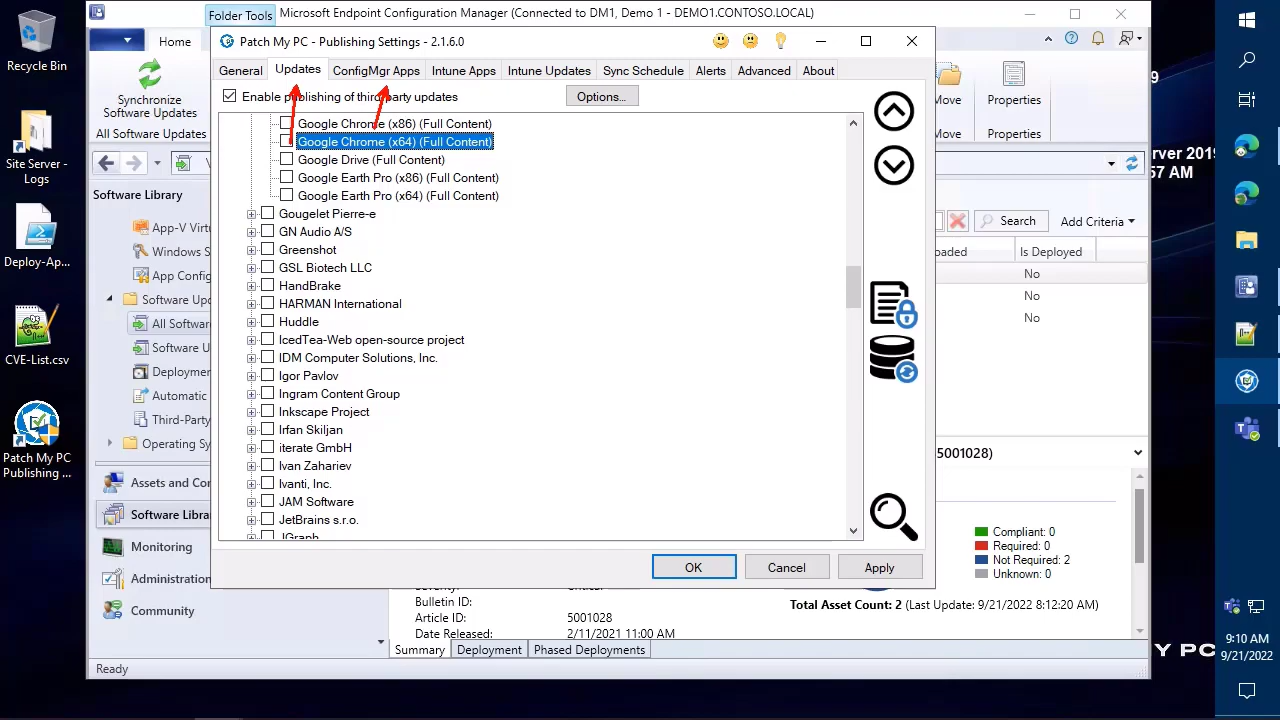 Recycle Bin
Site Server - Logs
Deploy-Ap...
CVE-List.csv
Patch My PC Publishing ...
Folder Tools
Microsoft Endpoint Configuration Manager (Connected to DM1, Demo 1 - DEMO1.CONTOSO.LOCAL)
Home
Synchronize Software Updates
All Software Updates
Move
Properties
Move
Properties
Software Library
App-V Virtu
Windows S
App Config
Software Upd
All Softwar
Software U
Deploymen
Automatic
Third-Party
Operating Sy
Assets and Cor
Software Libra
Monitoring
Administration
Community
Ready
Patch My PC - Publishing Settings - 2.1.6.0
General
Updates
ConfigMgr Apps
Intune Apps
Intune Updates
Sync Schedule
Alerts
Advanced
About
Enable publishing of third-party updates
Options...
Google Chrome (x86) (Full Content)
Google Chrome (x64) (Full Content)
Google Drive (Full Content)
Google Earth Pro (x86) (Full Content)
Google Earth Pro (x64) (Full Content)
Gougelet Pierre-e
GN Audio A/S
Greenshot
GSL Biotech LLC
HandBrake
HARMAN International
Huddle
IcedTea-Web open-source project
IDM Computer Solutions, Inc.
Igor Pavlov
Ingram Content Group
Inkscape Project
Irfan Skiljan
iterate GmbH
Ivan Zahariev
Ivanti, Inc.
JAM Software
JetBrains s.r.o.
JGraph
OK
Cancel
Apply
Search
Add Criteria
oaded
Is Deployed
No
No
No
5001028)
Compliant: 0
Required: 0
Not Required: 2
Unknown: 0
Total Asset Count: 2 (Last Update: 9/21/2022 8:12:20 AM)
Bulletin ID:
Article ID:
5001028
Date Released:
2/11/2021 11:00 AM
Summary
Deployment
Phased Deployments
9
rver 2019
57 AM
Y PC
9:10 AM
9/21/2022